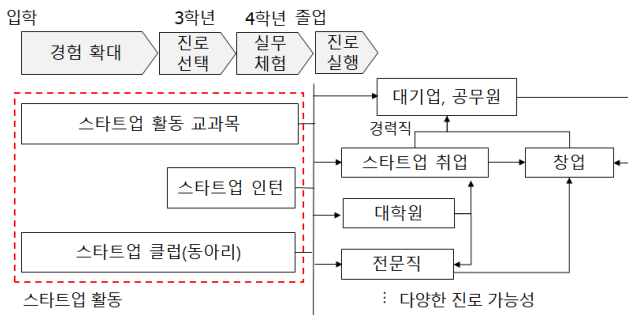 입학
3학년
4학년 졸업
경험 확대
진로
선택
실무
체험
진로
실행
대기업, 공무원
스타트업 활동 교과목
경력직
스타트업 취업
창업
스타트업 인턴
대학원
스타트업 클럽(동아리)
전문직
스타트업 활동
⋮ 다양한 진로 가능성